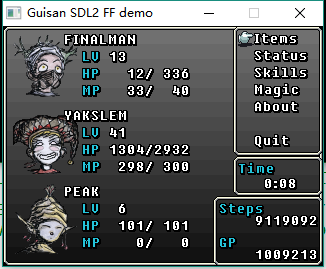 Guisan SDL2 FF demo
FINALMAN
LV 13
HP 12/ 336
MP 33/ 40
YAKSLEM
LV 41
HP 1304/2932
MP 298/ 300
PEAK
LV 6
HP 101/ 101
MP 0/ 0
Items
Status
Skills
Magic
About
Quit
Time
0:08
Steps
9119092
GP
1009213